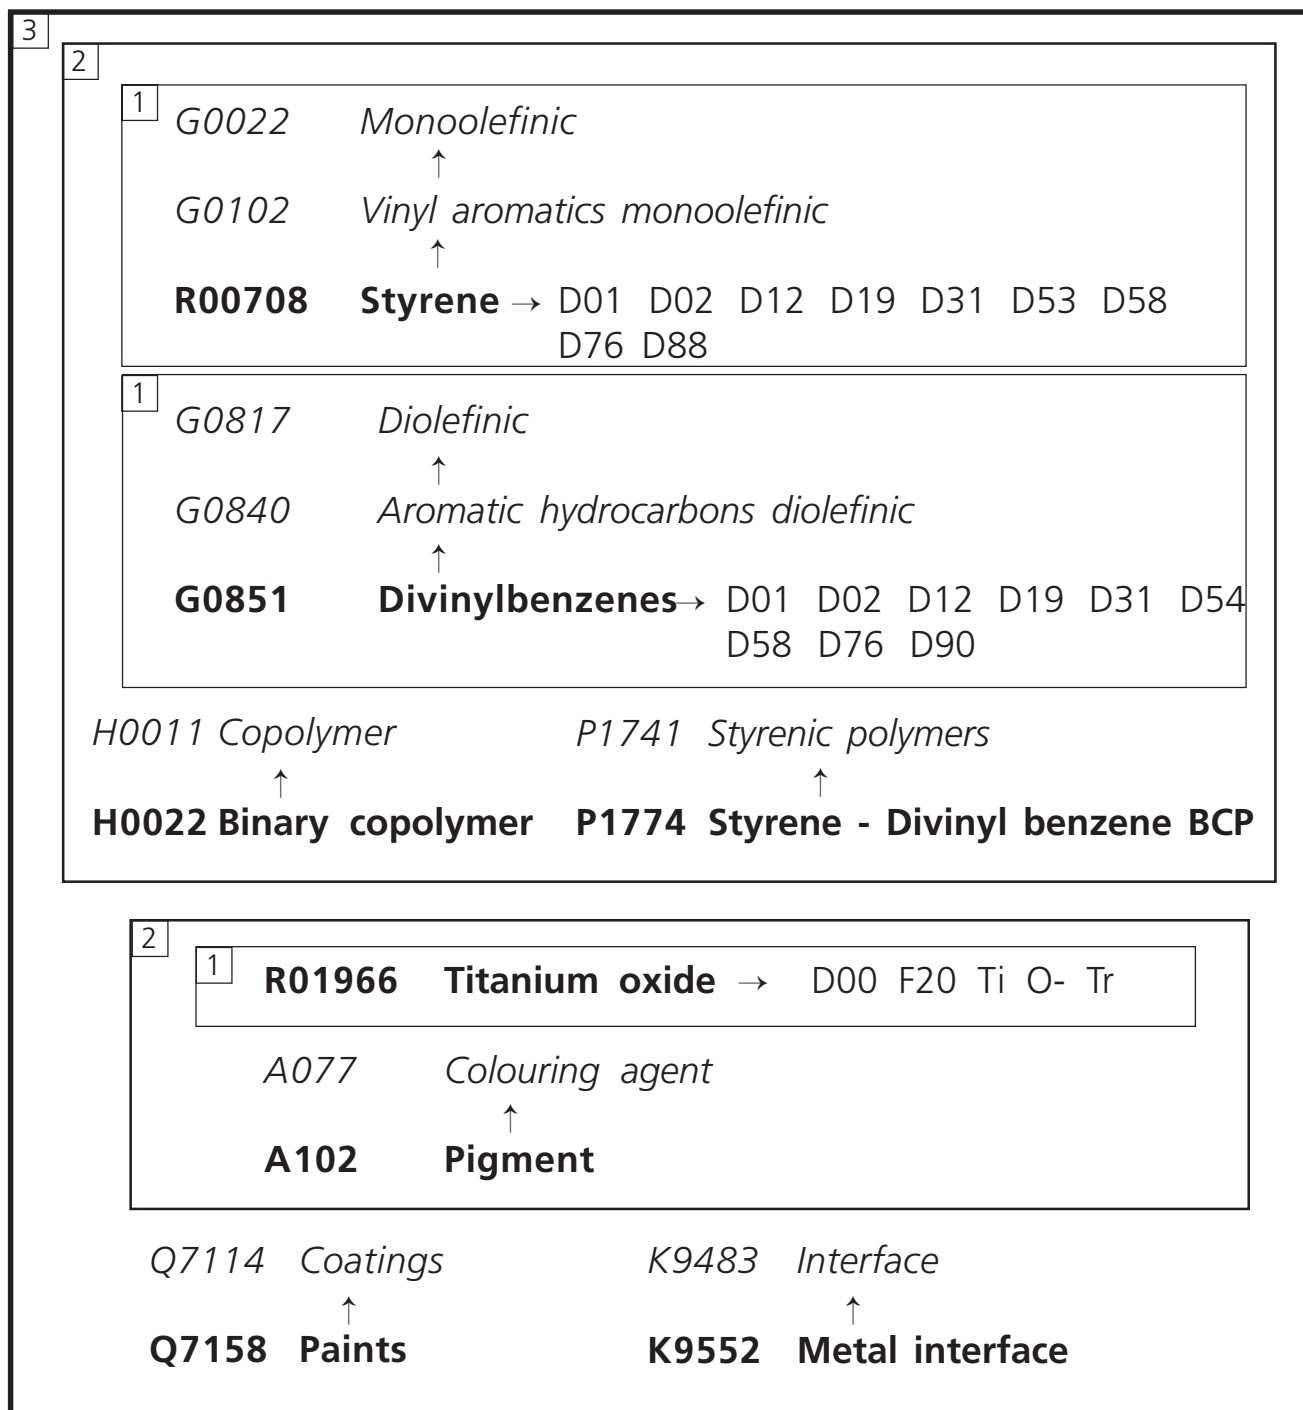 3
2
1
G0022 Monoolefinic
↑
G0102 Vinyl aromatics monoolefinic
↑
R00708 Styrene → D01 D02 D12 D19 D31 D53 D58
D76 D88
1
G0817 Diolefinic
↑
G0840 Aromatic hydrocarbons diolefinic
↑
G0851 Divinylbenzenes → D01 D02 D12 D19 D31 D54
D58 D76 D90
H0011 Copolymer P1741 Styrenic polymers
↑ ↑
H0022 Binary copolymer P1774 Styrene - Divinyl benzene BCP
2
1
R01966 Titanium oxide → D00 F20 Ti O- Tr
A077 Colouring agent
↑
A102 Pigment
Q7114 Coatings K9483 Interface
↑ ↑
Q7158 Paints K9552 Metal interface